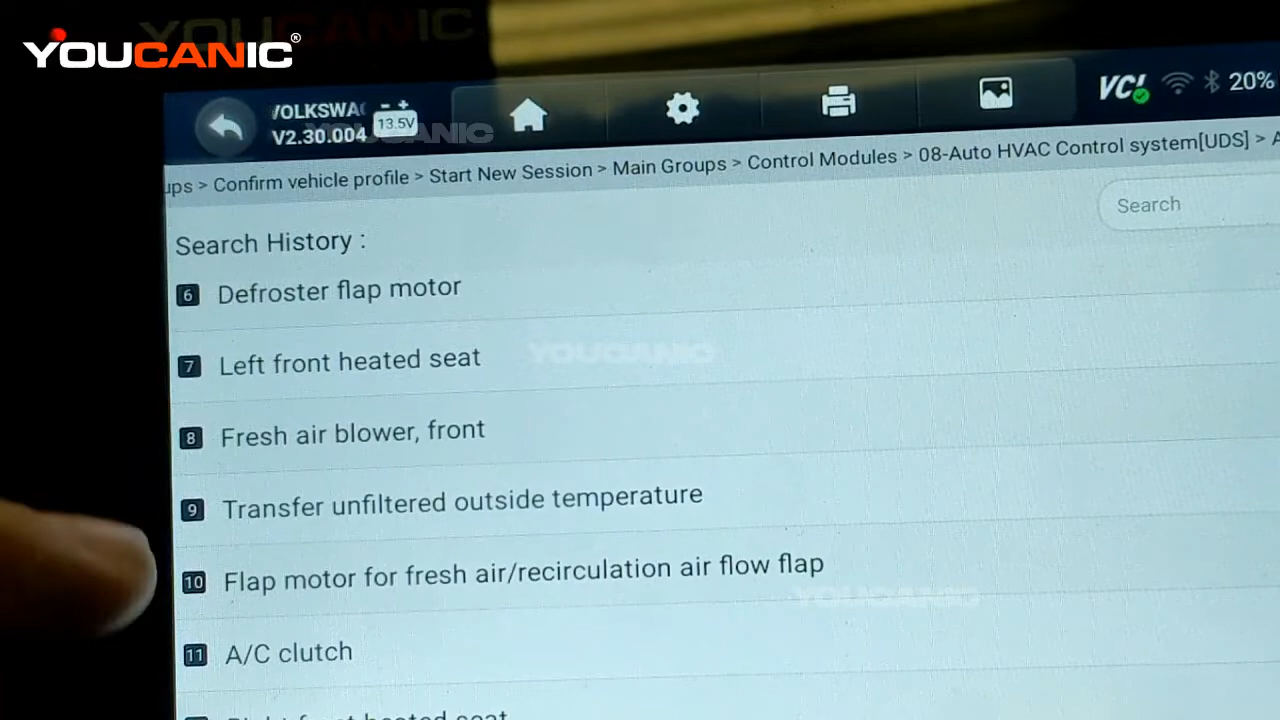 YOUCANIC®
VOLKSWA
V2.30.004
- +
13.5V
VCI
20%
ups > Confirm vehicle profile > Start New Session > Main Groups > Control Modules > 08-Auto HVAC Control system[UDS] > A
Search
Search History :
6 Defroster flap motor
7 Left front heated seat
YOUCANIC
8 Fresh air blower, front
9 Transfer unfiltered outside temperature
10 Flap motor for fresh air/recirculation air flow flap
YOUCANIC
11 A/C clutch